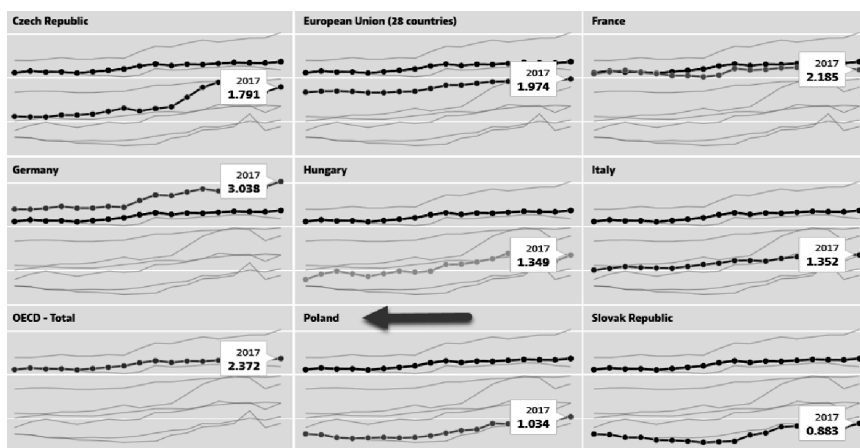 Czech Republic
European Union (28 countries)
France
2017
1.791
2017
1.974
2017
2.185
Germany
Hungary
Italy
2017
3.038
2017
1.349
2017
1.352
OECD - Total
Poland
Slovak Republic
2017
2.372
2017
1.034
2017
0.883